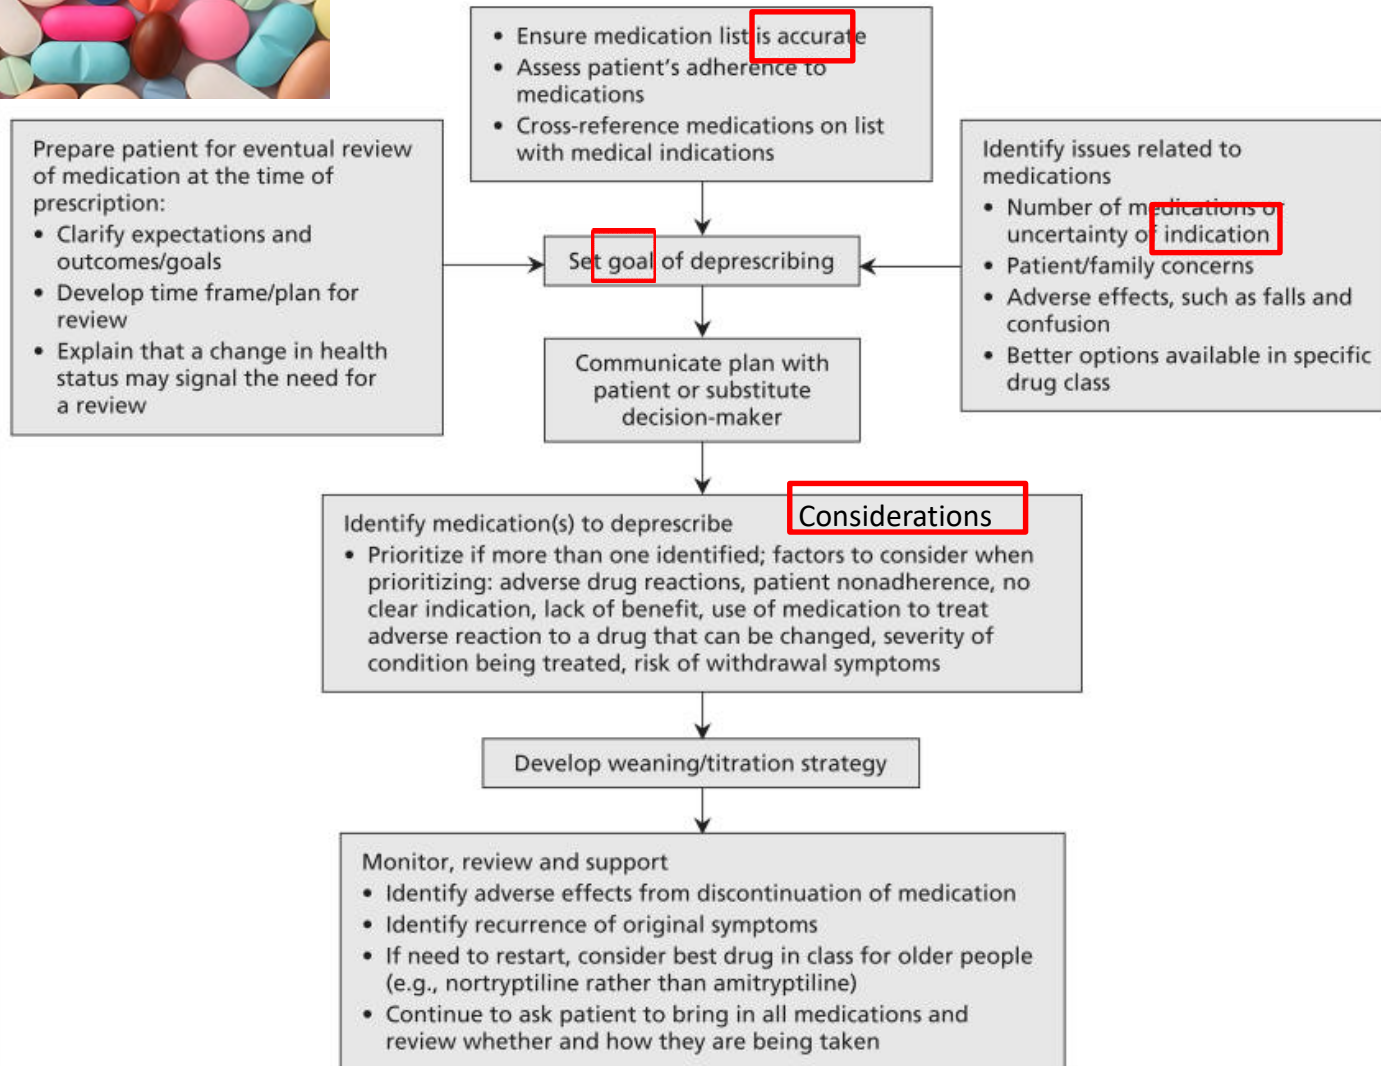 • Ensure medication list is accurate
• Assess patient's adherence to
medications
• Cross-reference medications on list
with medical indications
Prepare patient for eventual review
of medication at the time of
prescription:
• Clarify expectations and
outcomes/goals
• Develop time frame/plan for
review
• Explain that a change in health
status may signal the need for
a review
Identify issues related to
medications
• Number of medications or
uncertainty of indication
• Patient/family concerns
• Adverse effects, such as falls and
confusion
• Better options available in specific
drug class
Set goal of deprescribing
Communicate plan with
patient or substitute
decision-maker
Identify medication(s) to deprescribe
Considerations
• Prioritize if more than one identified; factors to consider when
prioritizing: adverse drug reactions, patient nonadherence, no
clear indication, lack of benefit, use of medication to treat
adverse reaction to a drug that can be changed, severity of
condition being treated, risk of withdrawal symptoms
Develop weaning/titration strategy
Monitor, review and support
• Identify adverse effects from discontinuation of medication
• Identify recurrence of original symptoms
• If need to restart, consider best drug in class for older people
(e.g., nortryptiline rather than amitryptiline)
• Continue to ask patient to bring in all medications and
review whether and how they are being taken